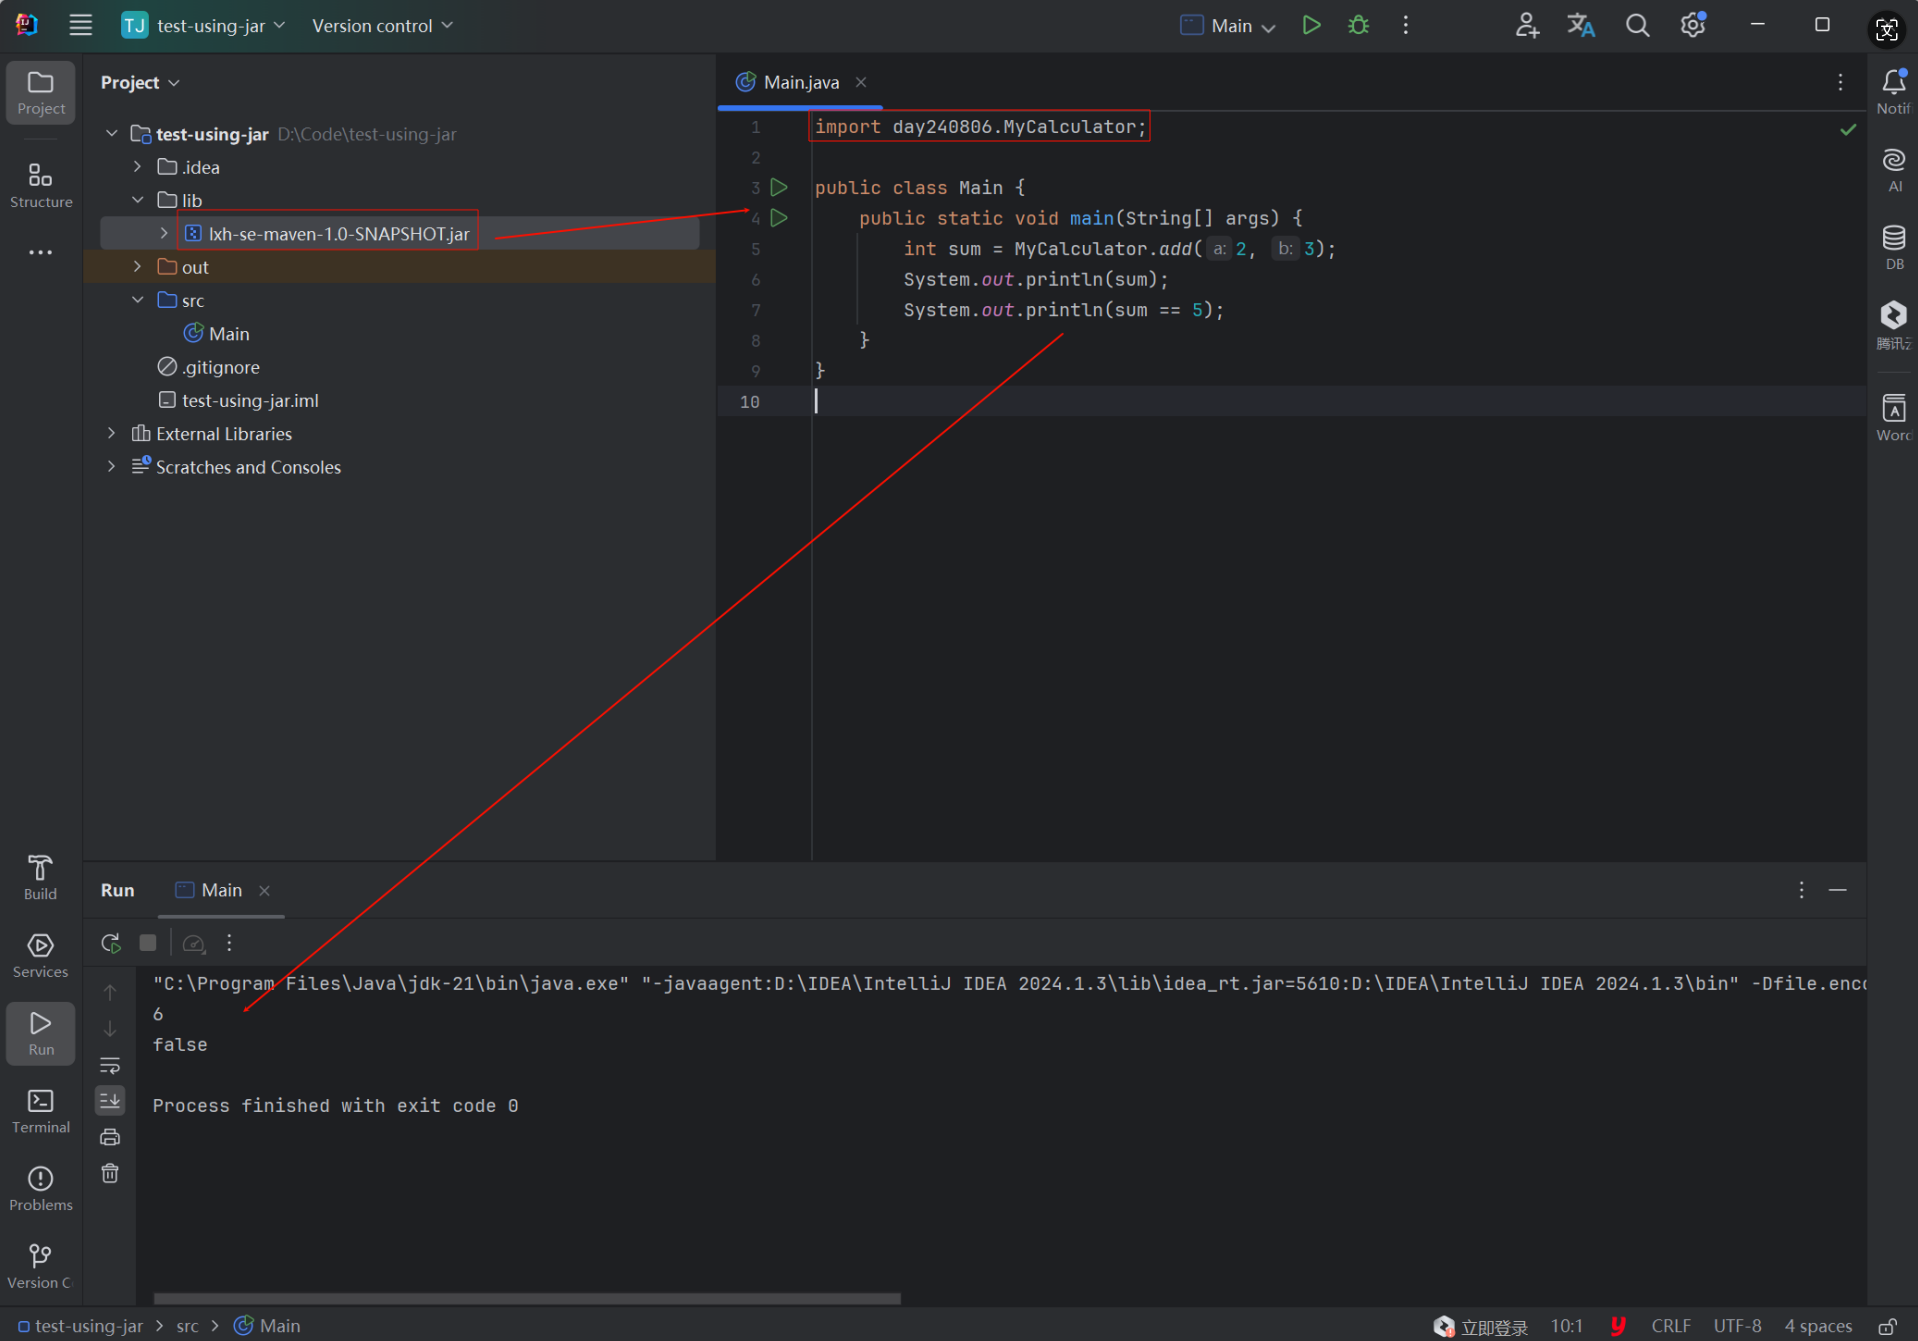 TJ test-using-jar Version control Main
Project
Project
Structure
Build
Services
Run
Terminal
Problems
Version C
test-using-jar D:\Code\test-using-jar
.idea
lib
lxh-se-maven-1.0-SNAPSHOT.jar
out
src
Main
.gitignore
test-using-jar.iml
External Libraries
Scratches and Consoles
Main.java
1 import day240806.MyCalculator;
2
3 public class Main {
4 public static void main(String[] args) {
5 int sum = MyCalculator.add( a: 2, b: 3);
6 System.out.println(sum);
7 System.out.println(sum == 5);
8 }
9 }
10
Notifi
AI
DB
腾讯云
Word
Run Main
"C:\Program Files\Java\jdk-21\bin\java.exe" "-javaagent:D:\IDEA\IntelliJ IDEA 2024.1.3\lib\idea_rt.jar=5610:D:\IDEA\IntelliJ IDEA 2024.1.3\bin" -Dfile.enco
6
false
Process finished with exit code 0
test-using-jar > src > Main
立即登录 10:1 y CRLF UTF-8 4 spaces